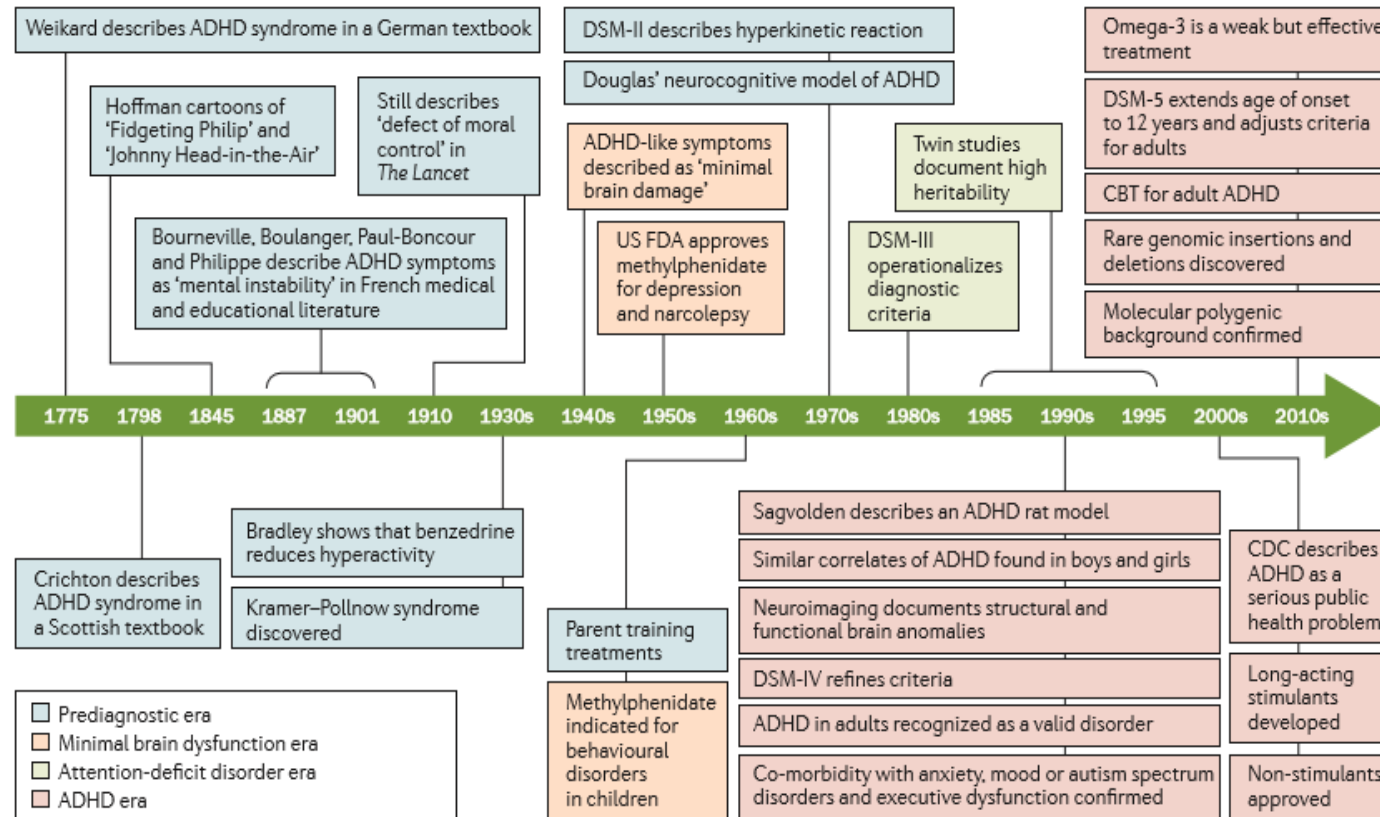 Weikard describes ADHD syndrome in a German textbook
Hoffman cartoons of
‘Fidgeting Philip’ and
‘Johnny Head-in-the-Air’
Still describes
‘defect of moral
control’ in
The Lancet
Bourneville, Boulanger, Paul-Boncour
and Philippe describe ADHD symptoms
as ‘mental instability’ in French medical
and educational literature
DSM-II describes hyperkinetic reaction
Douglas’ neurocognitive model of ADHD
ADHD-like symptoms
described as ‘minimal
brain damage’
US FDA approves
methylphenidate
for depression
and narcolepsy
Twin studies
document high
heritability
DSM-III
operationalizes
diagnostic
criteria
Omega-3 is a weak but effective
treatment
DSM-5 extends age of onset
to 12 years and adjusts criteria
for adults
CBT for adult ADHD
Rare genomic insertions and
deletions discovered
Molecular polygenic
background confirmed
1775 1798 1845 1887 1901 1910 1930s 1940s 1950s 1960s 1970s 1980s 1985 1990s 1995 2000s 2010s
Crichton describes
ADHD syndrome in
a Scottish textbook
Bradley shows that benzedrine
reduces hyperactivity
Kramer–Pollnow syndrome
discovered
Parent training
treatments
Methylphenidate
indicated for
behavioural
disorders
in children
Sagvolden describes an ADHD rat model
Similar correlates of ADHD found in boys and girls
Neuroimaging documents structural and
functional brain anomalies
DSM-IV refines criteria
ADHD in adults recognized as a valid disorder
Co-morbidity with anxiety, mood or autism spectrum
disorders and executive dysfunction confirmed
CDC describes
ADHD as a
serious public
health problem
Long-acting
stimulants
developed
Non-stimulants
approved
Prediagnostic era
Minimal brain dysfunction era
Attention-deficit disorder era
ADHD era